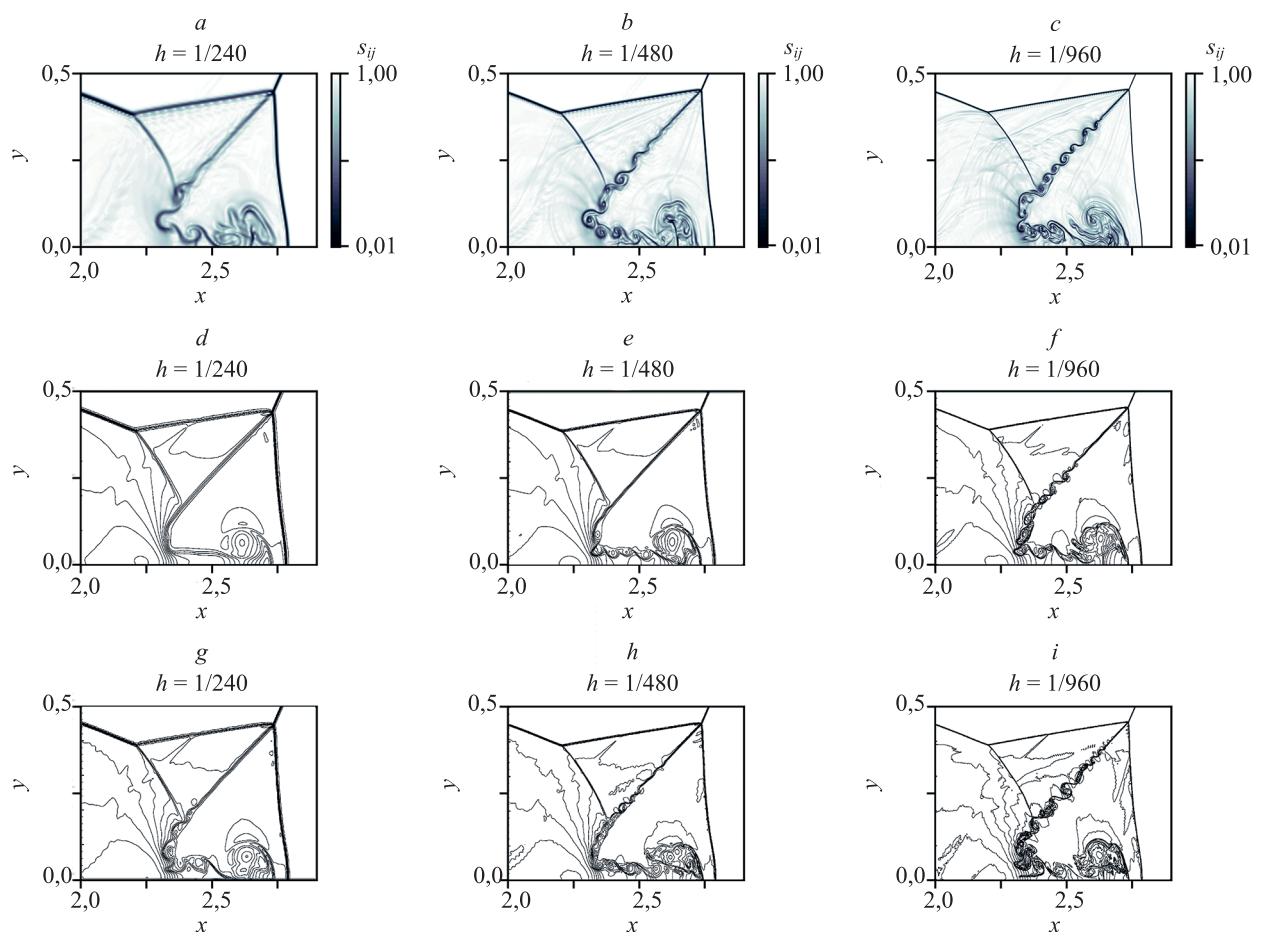 a
h = 1/240
s_ij
0,5
1,00
y
0,0
0,01
2,0
2,5
x
b
h = 1/480
s_ij
0,5
1,00
y
0,0
0,01
2,0
2,5
x
c
h = 1/960
s_ij
0,5
1,00
y
0,0
0,01
2,0
2,5
x
d
h = 1/240
0,5
y
0,0
2,0
2,5
x
e
h = 1/480
0,5
y
0,0
2,0
2,5
x
f
h = 1/960
0,5
y
0,0
2,0
2,5
x
g
h = 1/240
0,5
y
0,0
2,0
2,5
x
h
h = 1/480
0,5
y
0,0
2,0
2,5
x
i
h = 1/960
0,5
y
0,0
2,0
2,5
x